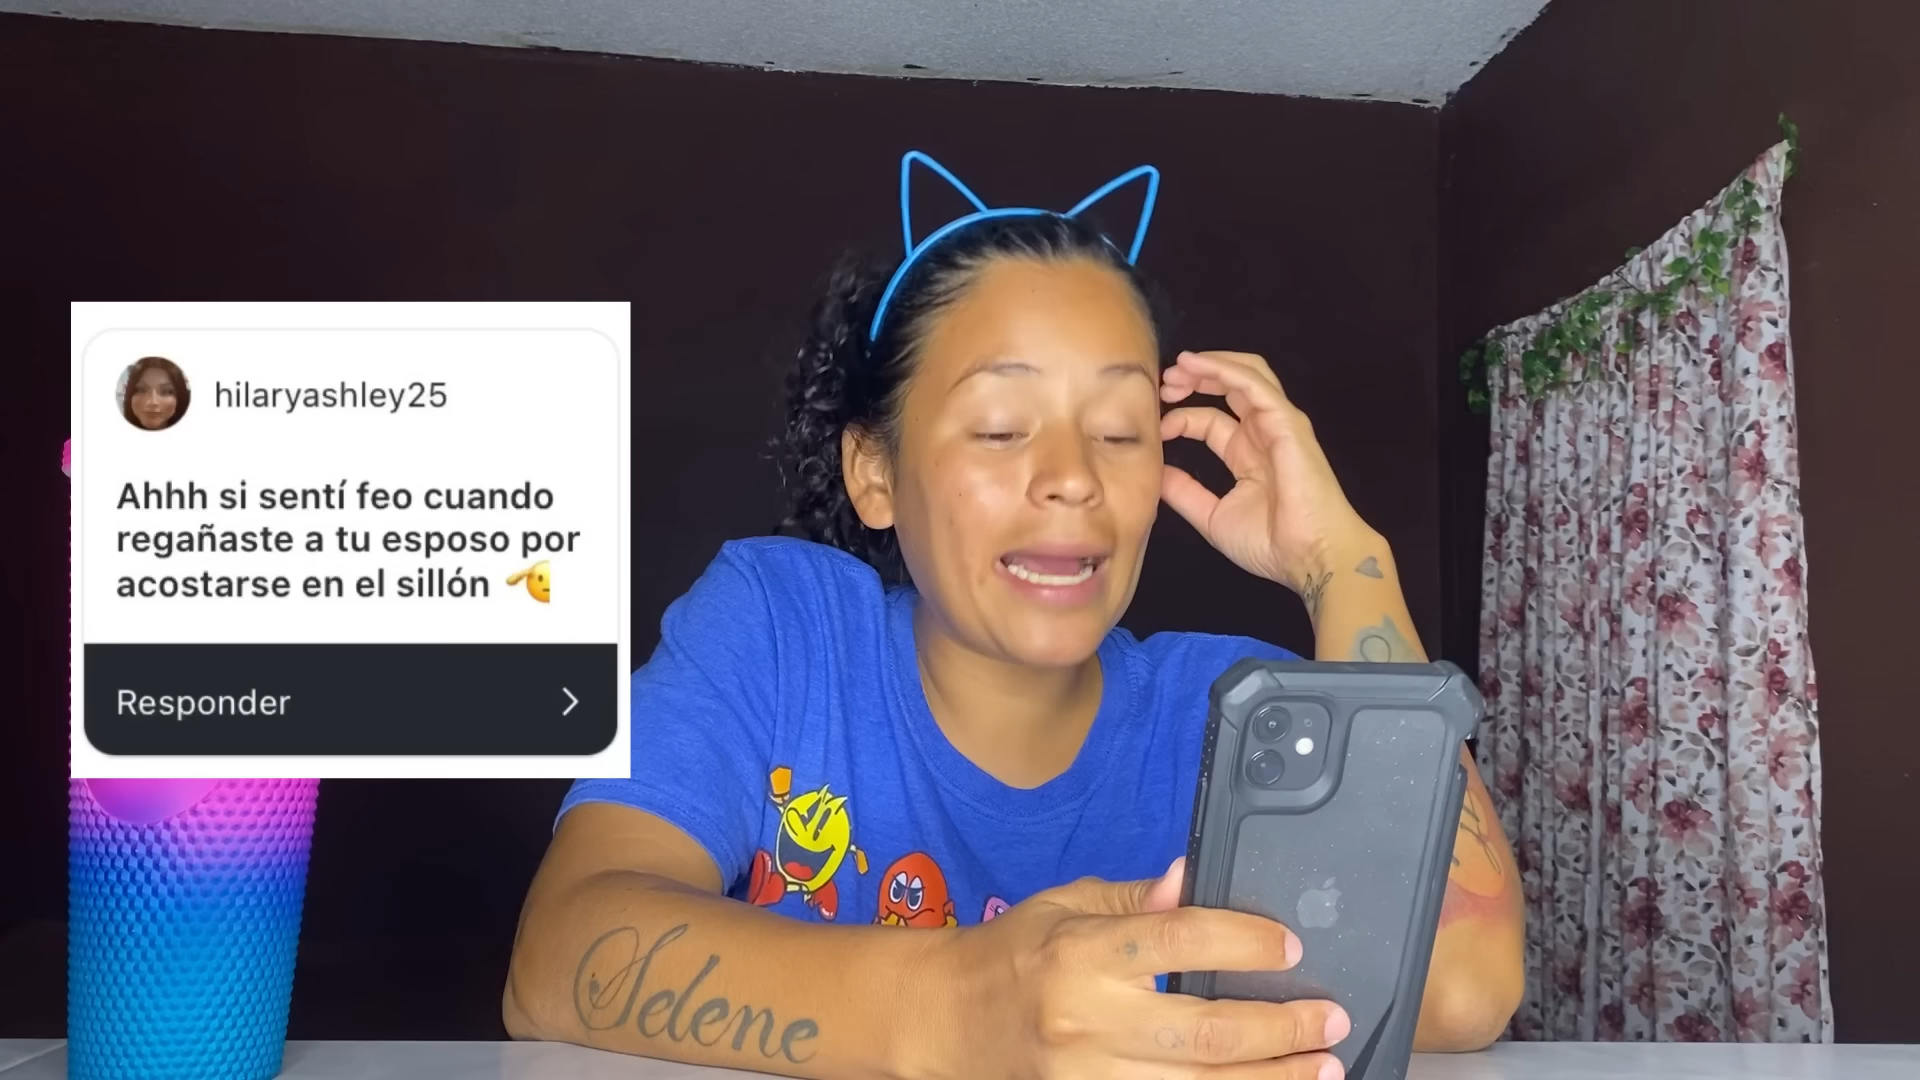 hilaryashley25
Ahhh si sentí feo cuando
regañaste a tu esposo por
acostarse en el sillón
Responder
Selene